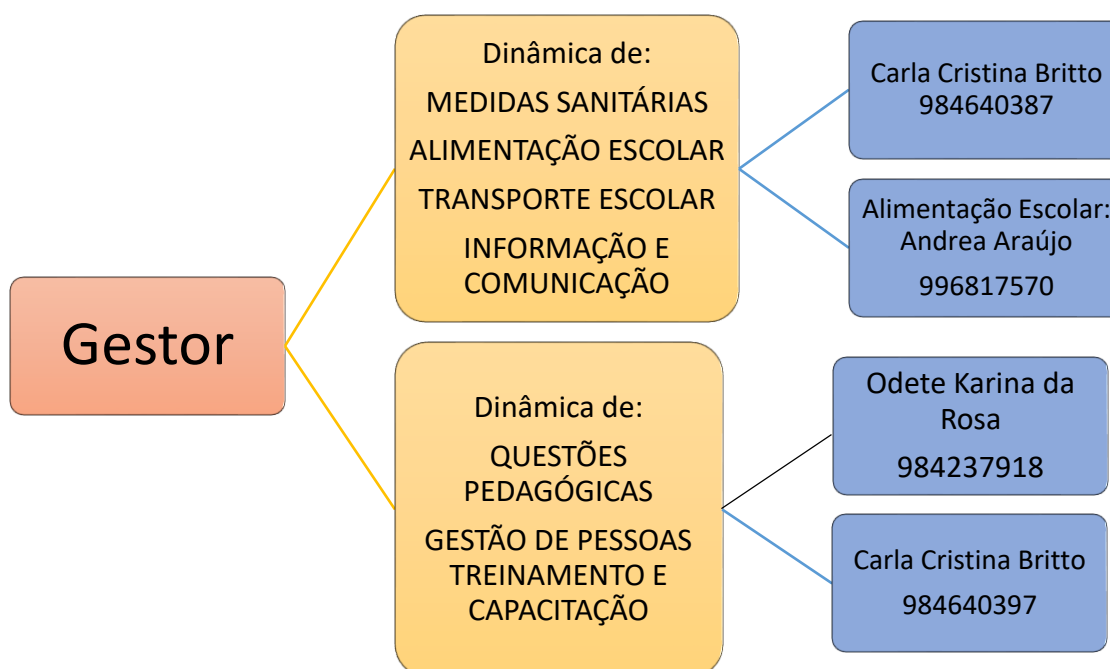 Gestor
Dinâmica de:
MEDIDAS SANITÁRIAS
ALIMENTAÇÃO ESCOLAR
TRANSPORTE ESCOLAR
INFORMAÇÃO E
COMUNICAÇÃO
Carla Cristina Britto
984640387
Alimentação Escolar:
Andrea Araújo
996817570
Dinâmica de:
QUESTÕES
PEDAGÓGICAS
GESTÃO DE PESSOAS
TREINAMENTO E
CAPACITAÇÃO
Odete Karina da
Rosa
984237918
Carla Cristina Britto
984640397